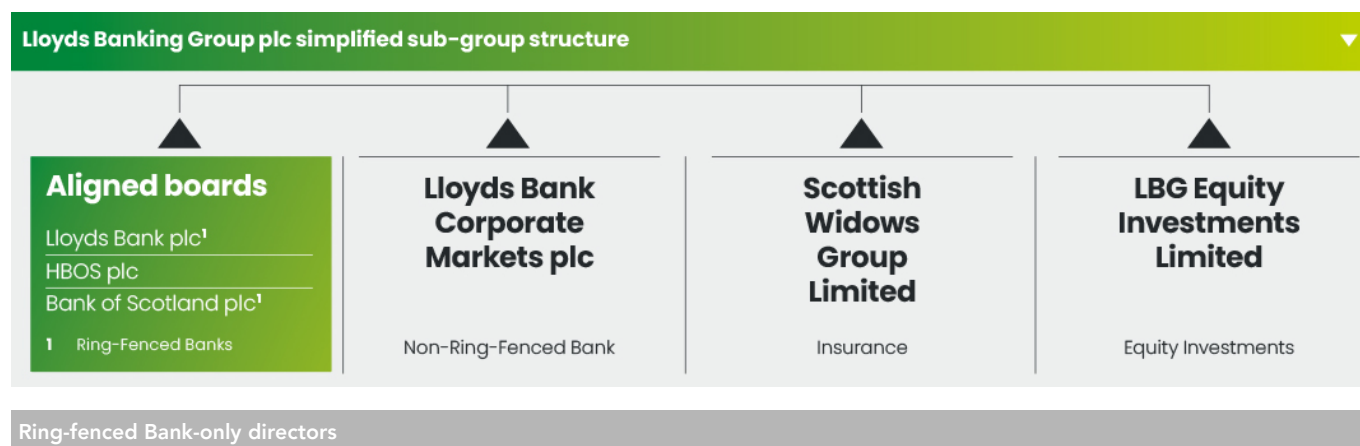 Lloyds Banking Group plc simplified sub-group structure
Aligned boards
Lloyds Bank plc¹
HBOS plc
Bank of Scotland plc¹
1 Ring-Fenced Banks
Lloyds Bank
Corporate
Markets plc
Non-Ring-Fenced Bank
Scottish
Widows
Group
Limited
Insurance
LBG Equity
Investments
Limited
Equity Investments
Ring-fenced Bank-only directors